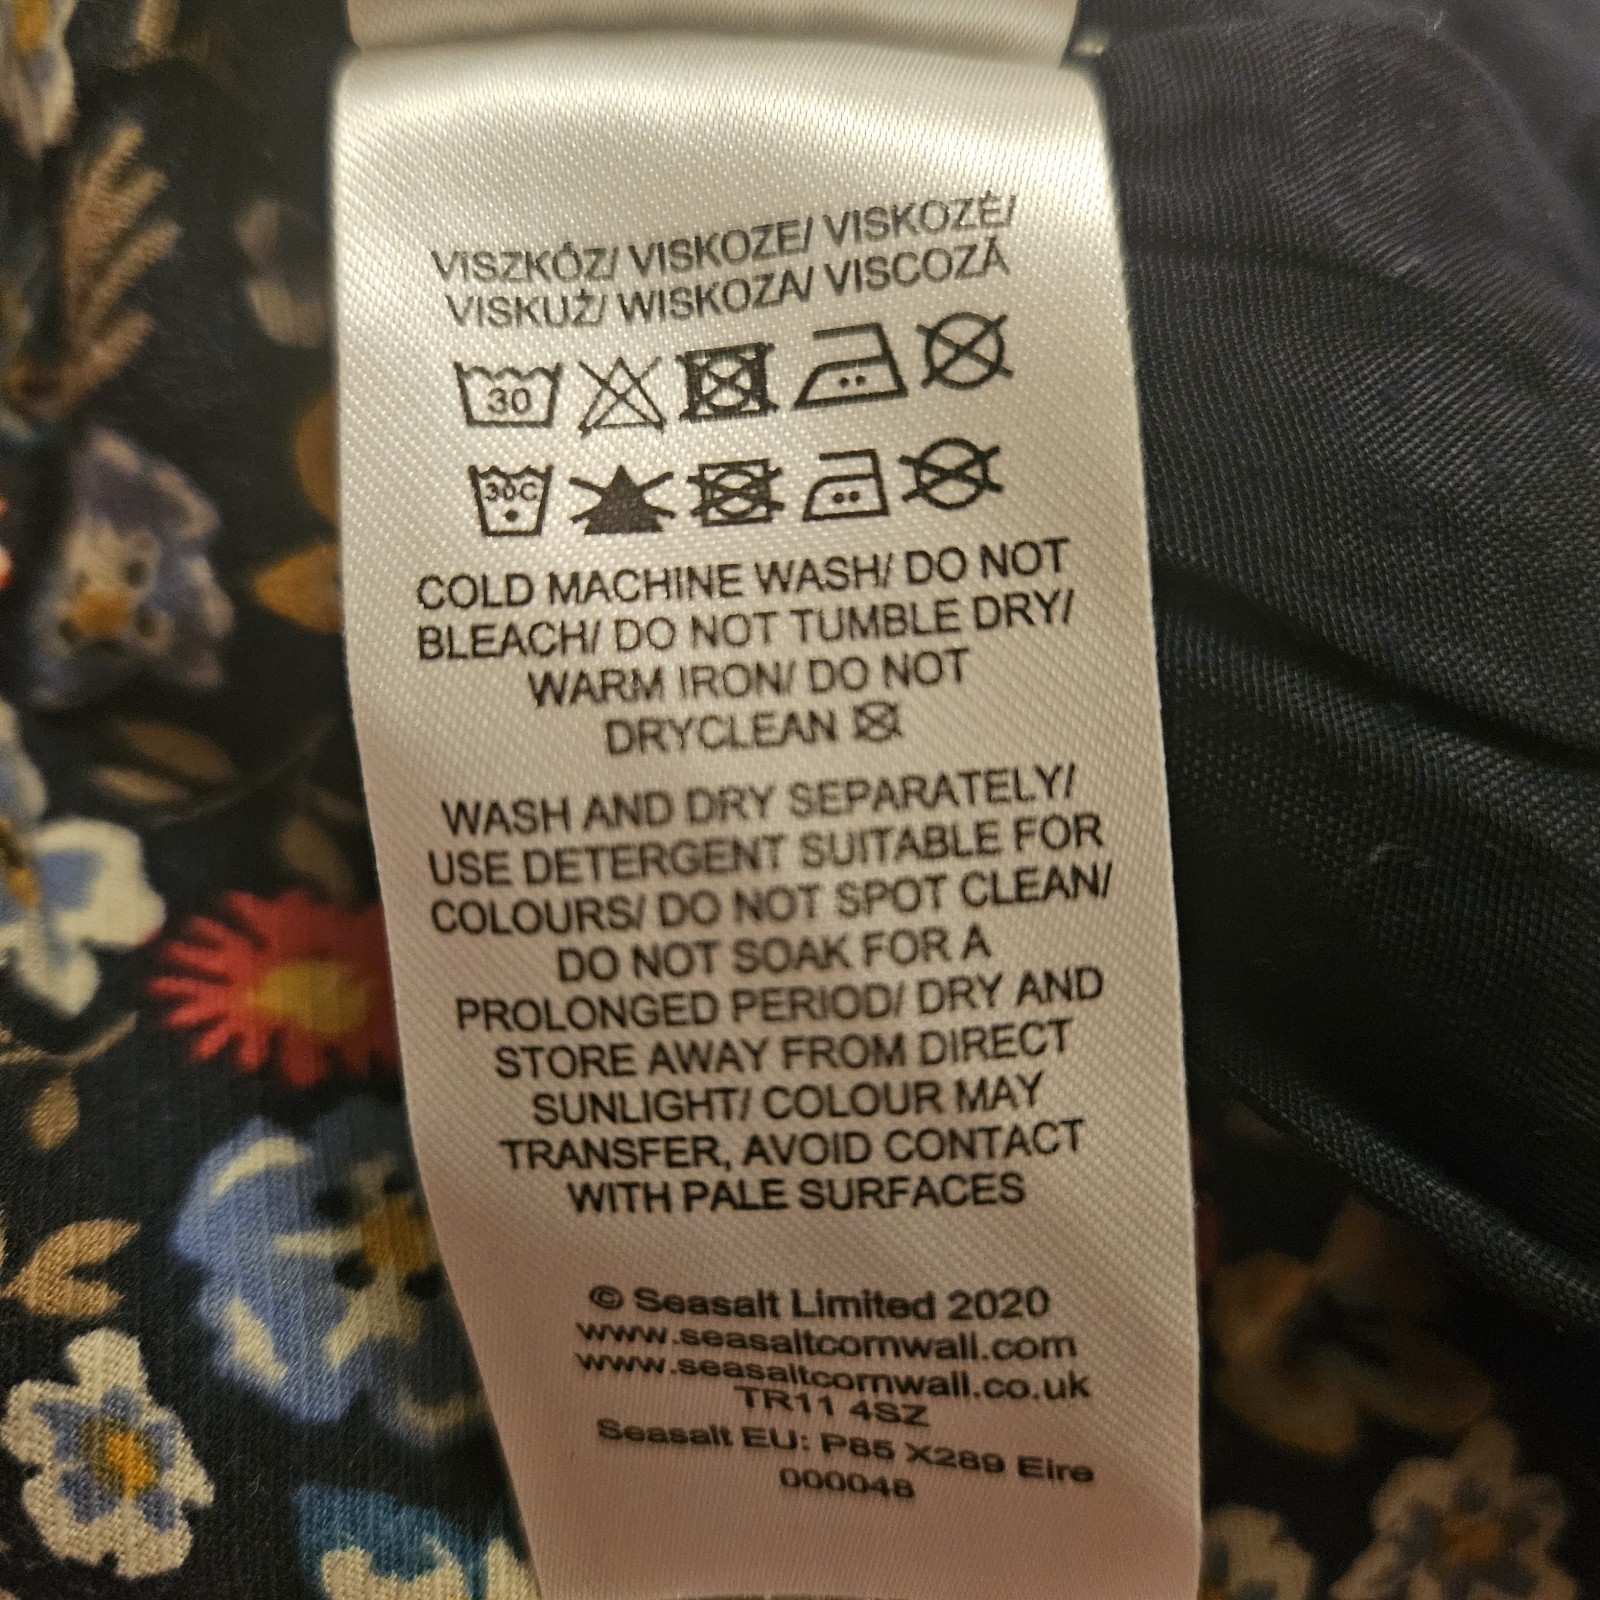 VISZKÓZ/ VISKOZE/ VISKOZĖ/
VISKUŻ/ WISKOZA/ VISCOZĂ
30
30C
COLD MACHINE WASH/ DO NOT
BLEACH/ DO NOT TUMBLE DRY/
WARM IRON/ DO NOT
DRYCLEAN
WASH AND DRY SEPARATELY/
USE DETERGENT SUITABLE FOR
COLOURS/ DO NOT SPOT CLEAN/
DO NOT SOAK FOR A
PROLONGED PERIOD/ DRY AND
STORE AWAY FROM DIRECT
SUNLIGHT/ COLOUR MAY
TRANSFER, AVOID CONTACT
WITH PALE SURFACES
© Seasalt Limited 2020
www.seasaltcornwall.com
www.seasaltcornwall.co.uk
TR11 4SZ
Seasalt EU: P85 X289 Eire
000048